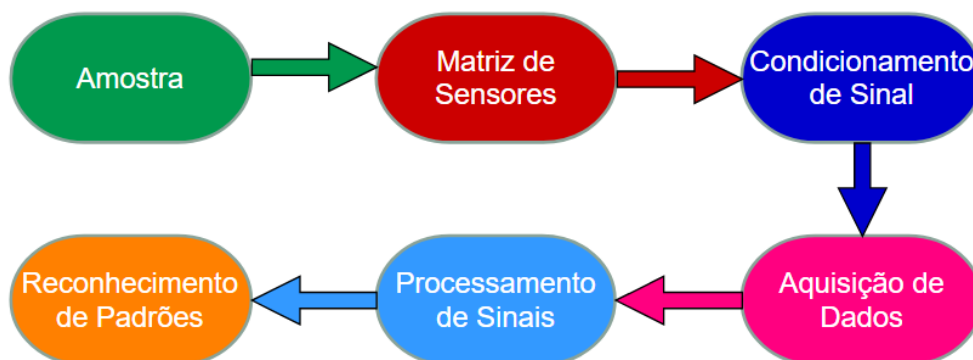 Amostra
Matriz de
Sensores
Condicionamento
de Sinal
Aquisição de
Dados
Processamento
de Sinais
Reconhecimento
de Padrões